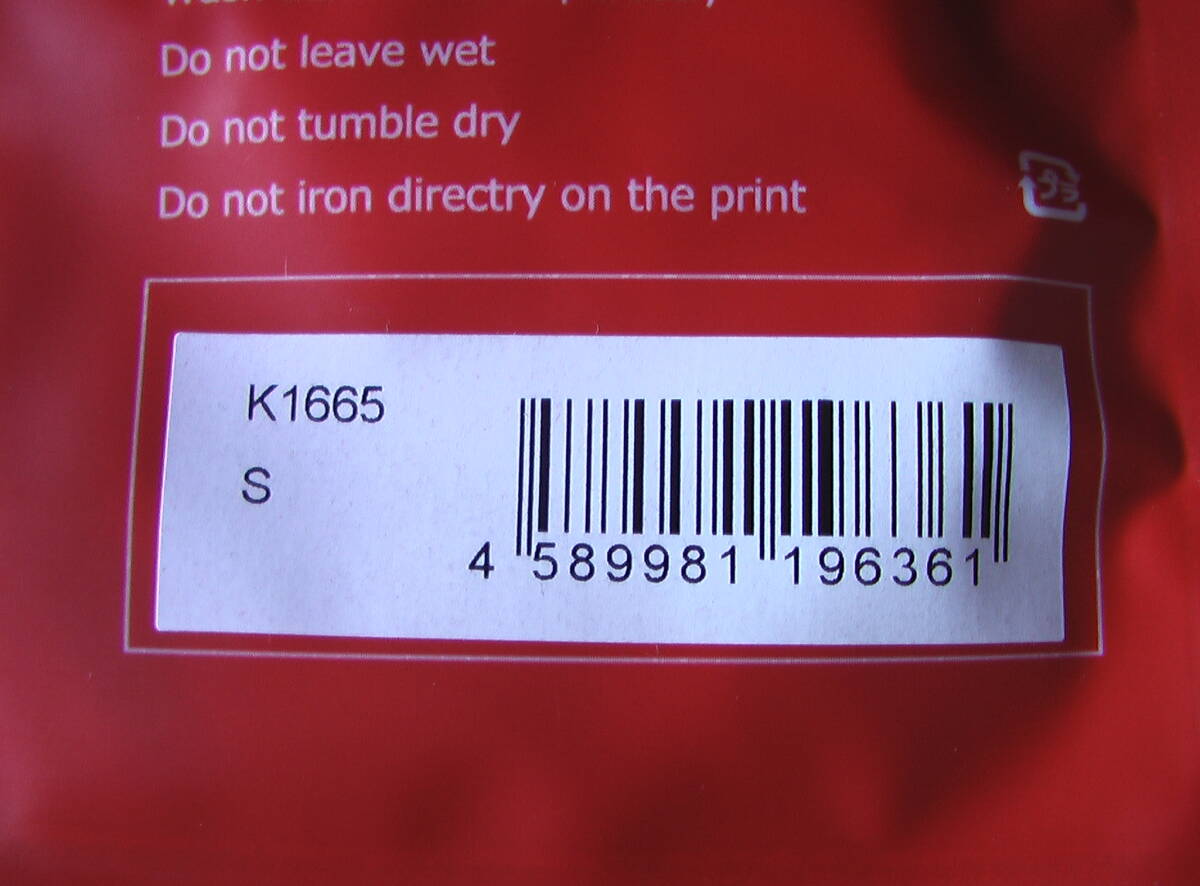 Do not leave wet
Do not tumble dry
Do not iron directry on the print
K1665
S
4 589981 196361